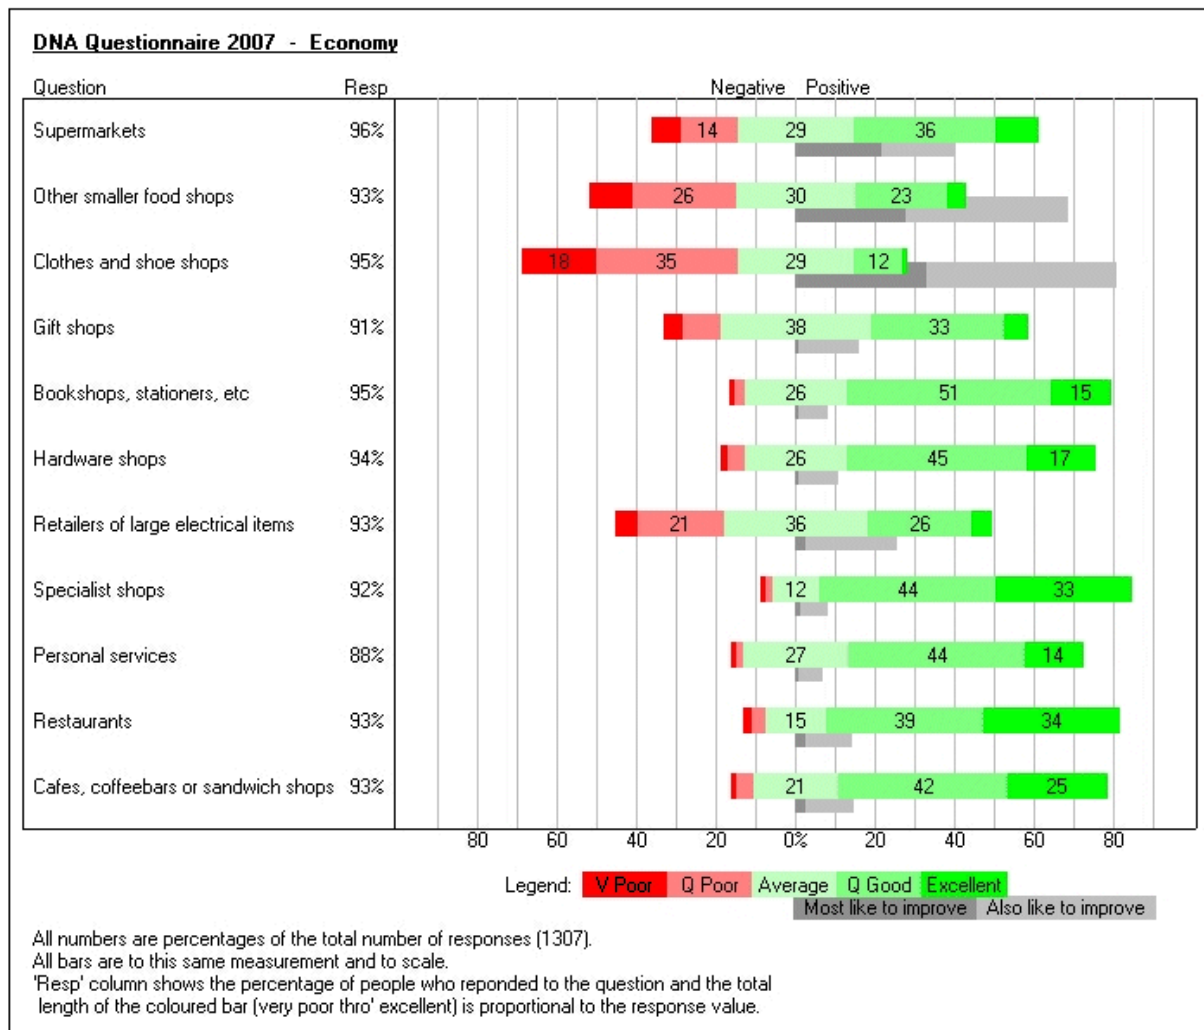 DNA Questionnaire 2007 - Economy
Question Resp Negative Positive
Supermarkets 96% 14 29 36
Other smaller food shops 93% 26 30 23
Clothes and shoe shops 95% 18 35 29 12
Gift shops 91% 38 33
Bookshops, stationers, etc 95% 26 51 15
Hardware shops 94% 26 45 17
Retailers of large electrical items 93% 21 36 26
Specialist shops 92% 12 44 33
Personal services 88% 27 44 14
Restaurants 93% 15 39 34
Cafes, coffeebars or sandwich shops 93% 21 42 25
80 60 40 20 0% 20 40 60 80
Legend: V Poor Q Poor Average Q Good Excellent
Most like to improve Also like to improve
All numbers are percentages of the total number of responses (1307).
All bars are to this same measurement and to scale.
'Resp' column shows the percentage of people who reponded to the question and the total
length of the coloured bar (very poor thro' excellent) is proportional to the response value.